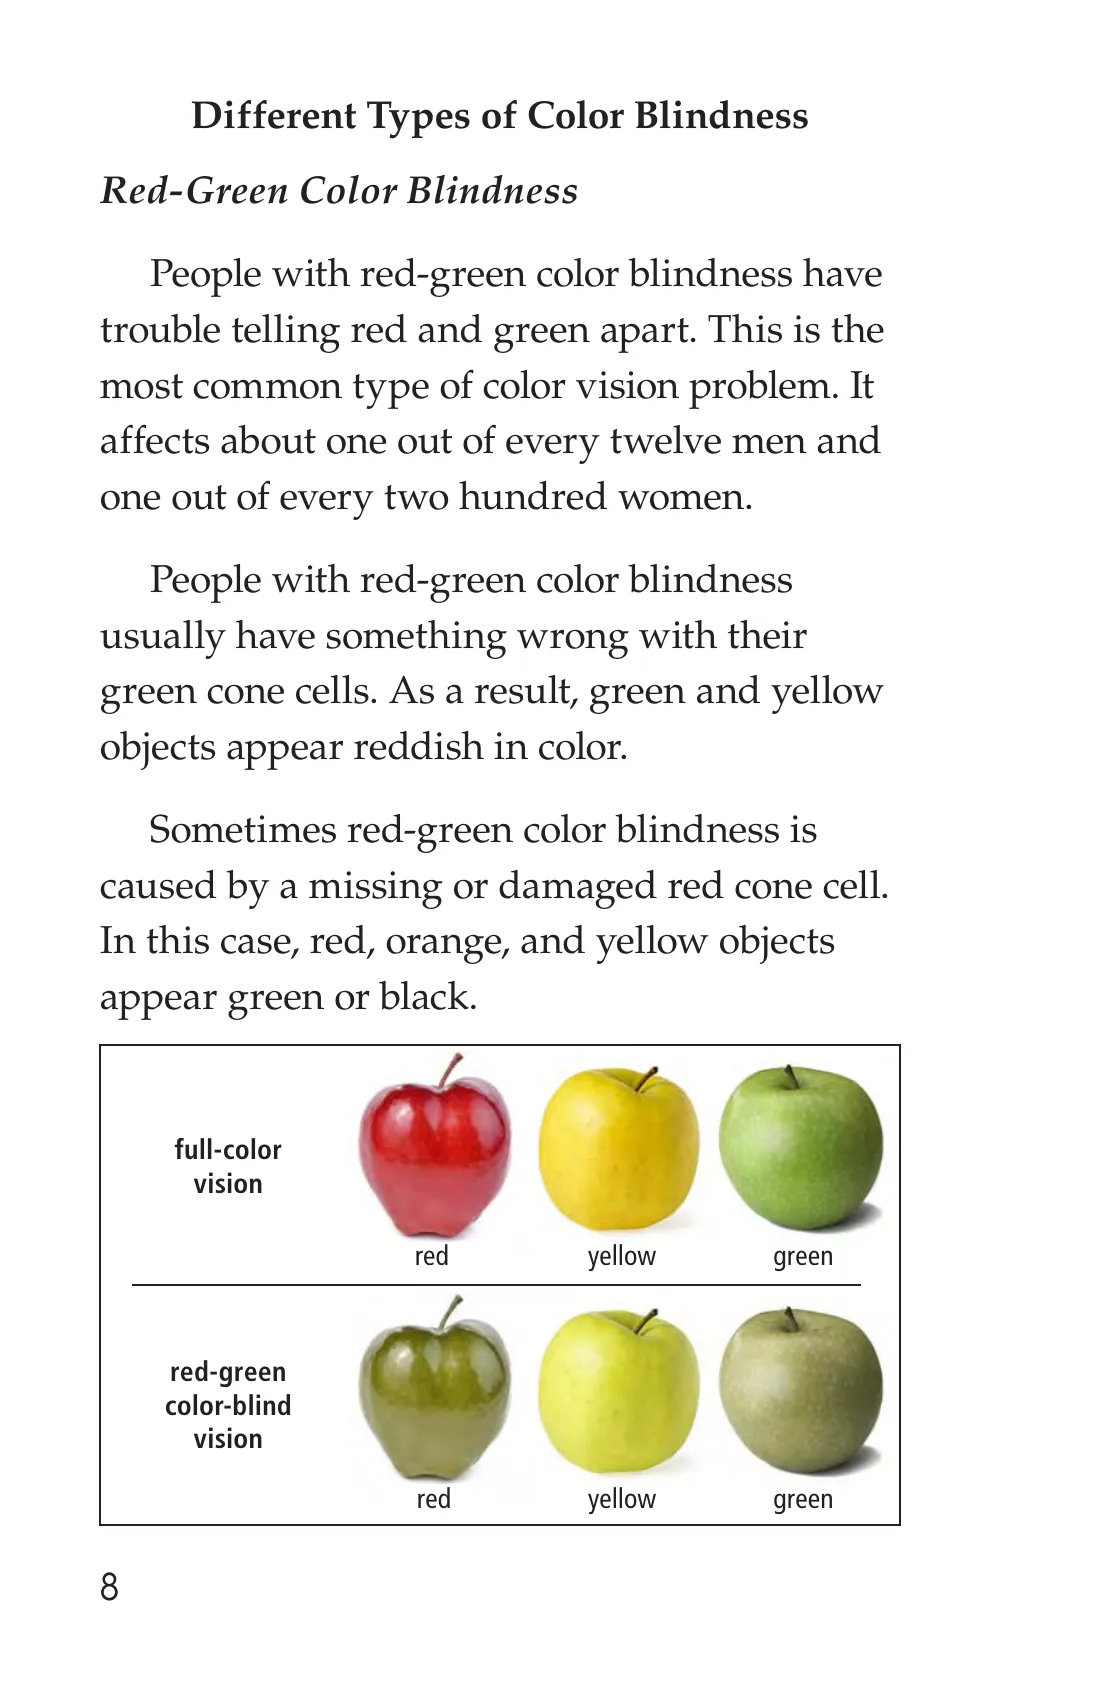 Different Types of Color Blindness
Red-Green Color Blindness
People with red-green color blindness have
trouble telling red and green apart. This is the
most common type of color vision problem. It
affects about one out of every twelve men and
one out of every two hundred women.
People with red-green color blindness
usually have something wrong with their
green cone cells. As a result, green and yellow
objects appear reddish in color.
Sometimes red-green color blindness is
caused by a missing or damaged red cone cell.
In this case, red, orange, and yellow objects
appear green or black.
full-color
vision
red yellow green
red-green
color-blind
vision
red yellow green
8